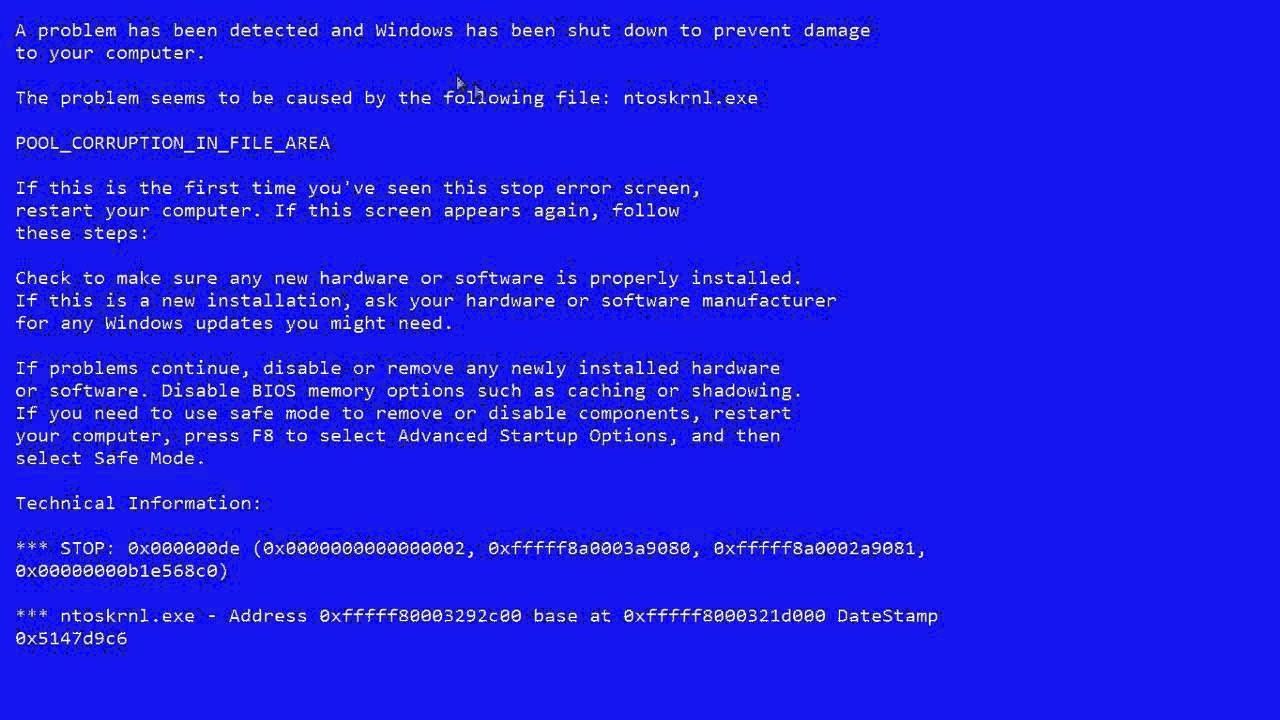 A problem has been detected and Windows has been shut down to prevent damage
to your computer.
The problem seems to be caused by the following file: ntoskrnl.exe
POOL_CORRUPTION_IN_FILE_AREA
If this is the first time you've seen this stop error screen,
restart your computer. If this screen appears again, follow
these steps:
Check to make sure any new hardware or software is properly installed.
If this is a new installation, ask your hardware or software manufacturer
for any Windows updates you might need.
If problems continue, disable or remove any newly installed hardware
or software. Disable BIOS memory options such as caching or shadowing.
If you need to use safe mode to remove or disable components, restart
your computer, press F8 to select Advanced Startup Options, and then
select Safe Mode.
Technical Information:
*** STOP: 0x000000de (0x0000000000000002, 0xfffff8a0003a9080, 0xfffff8a0002a9081,
0x00000000b1e568c0)
*** ntoskrnl.exe - Address 0xfffff80003292c00 base at 0xfffff8000321d000 DateStamp
0x5147d9c6